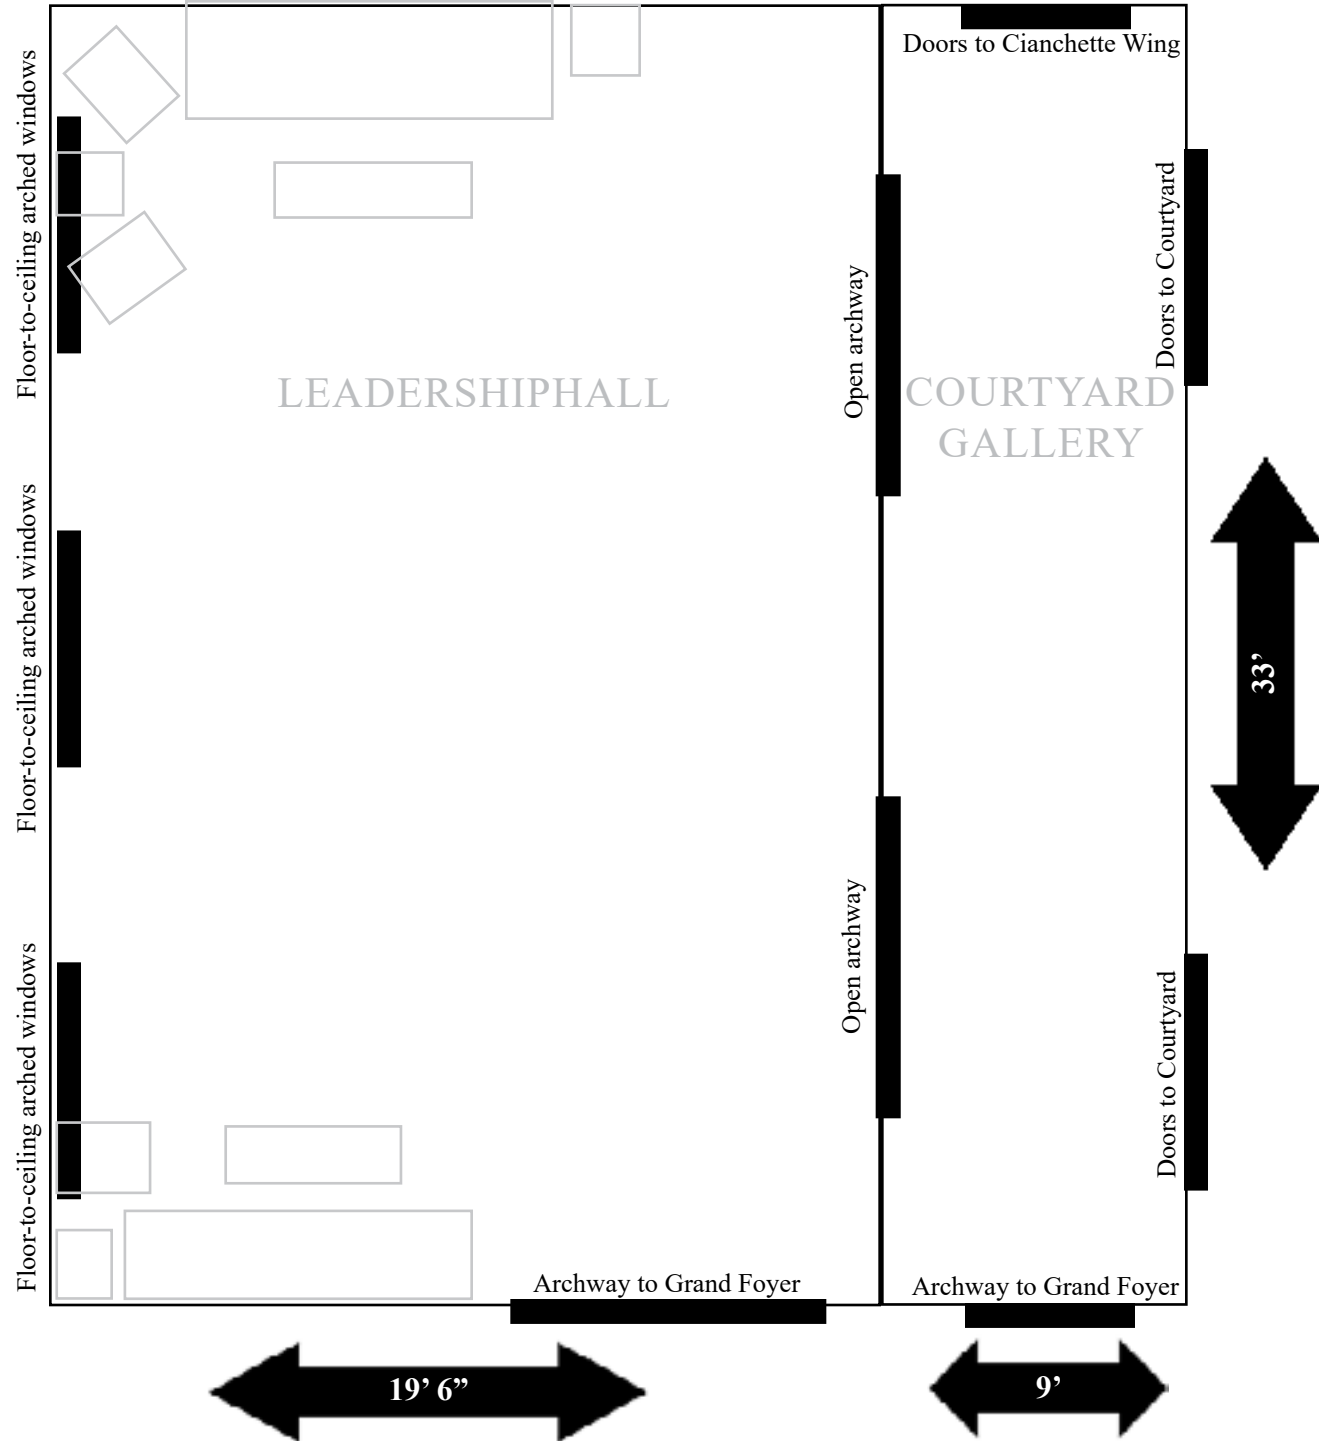 Doors to Cianchette Wing
Floor-to-ceiling arched windows
Doors to Courtyard
Open archway
LEADERSHIPHALL
COURTYARD
GALLERY
Floor-to-ceiling arched windows
33’
Open archway
Floor-to-ceiling arched windows
Doors to Courtyard
Archway to Grand Foyer
Archway to Grand Foyer
19’ 6”
9’